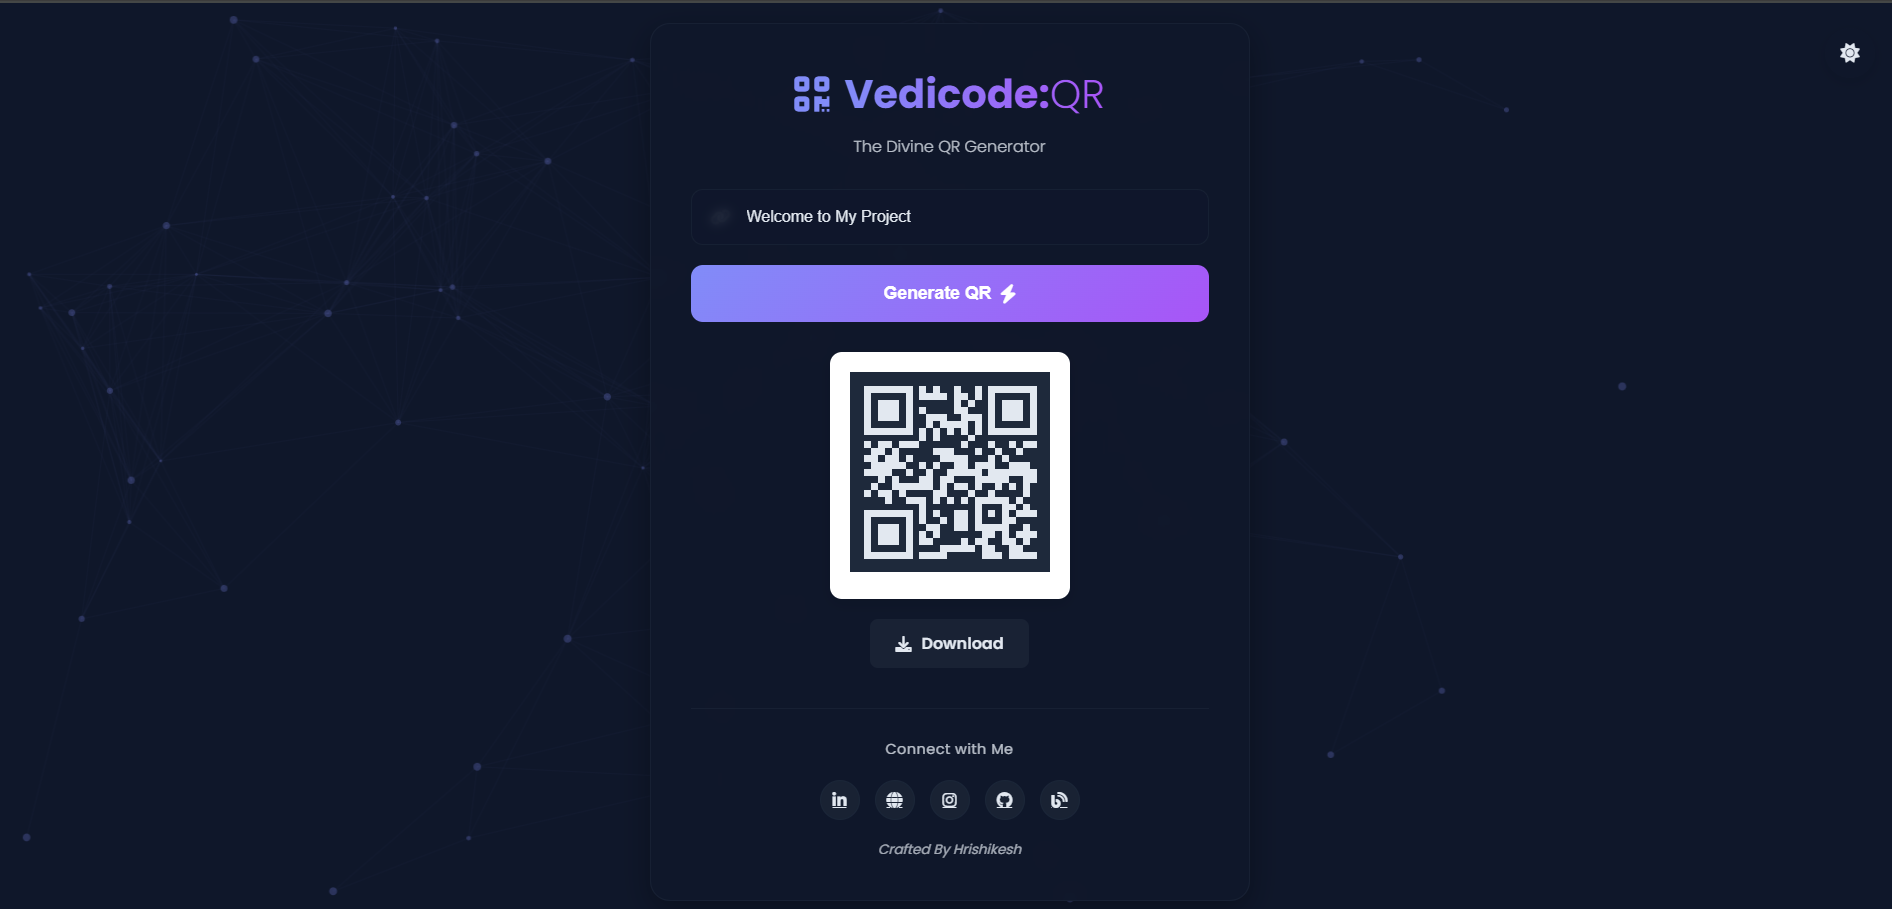 Vedicode:QR
The Divine QR Generator
Welcome to My Project
Generate QR
Download
Connect with Me
Crafted By Hrishikesh